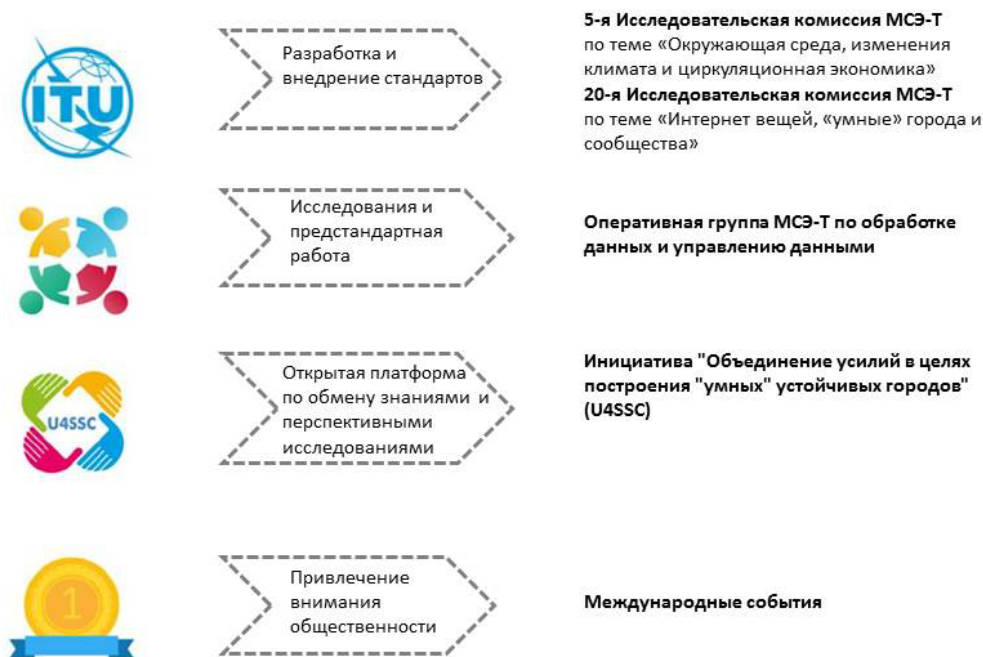 ITU
Разработка и
внедрение стандартов
5-я Исследовательская комиссия МСЭ-Т
по теме «Окружающая среда, изменения
климата и циркуляционная экономика»
20-я Исследовательская комиссия МСЭ-Т
по теме «Интернет вещей, «умные» города и
сообщества»
Исследования и
предстандартная
работа
Оперативная группа МСЭ-Т по обработке
данных и управлению данными
U4SSC
Открытая платформа
по обмену знаниями и
перспективными
исследованиями
Инициатива "Объединение усилий в целях
построения "умных" устойчивых городов"
(U4SSC)
1
Привлечение
внимания
общественности
Международные события